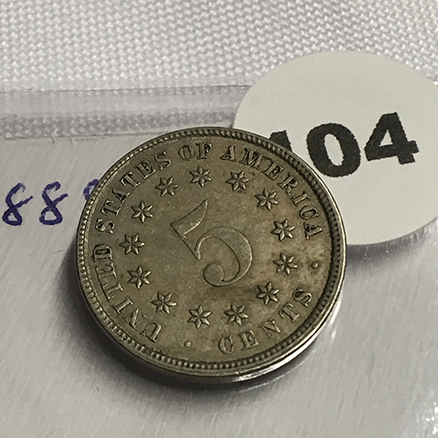 104
88
UNITED STATES OF AMERICA
5
· CENTS ·